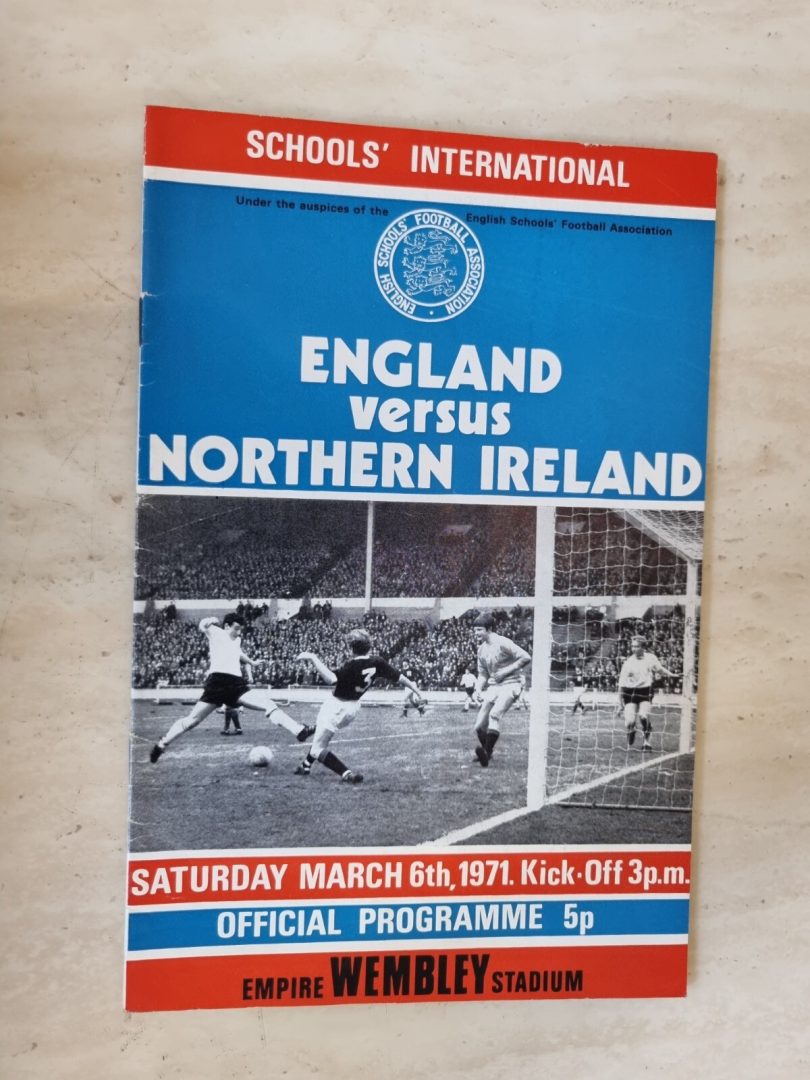 SCHOOLS' INTERNATIONAL
Under the auspices of the English Schools' Football Association
ENGLISH SCHOOLS' FOOTBALL ASSOCIATION
ENGLAND
versus
NORTHERN IRELAND
3
SATURDAY MARCH 6th, 1971. Kick-Off 3p.m.
OFFICIAL PROGRAMME 5p
EMPIRE WEMBLEY STADIUM